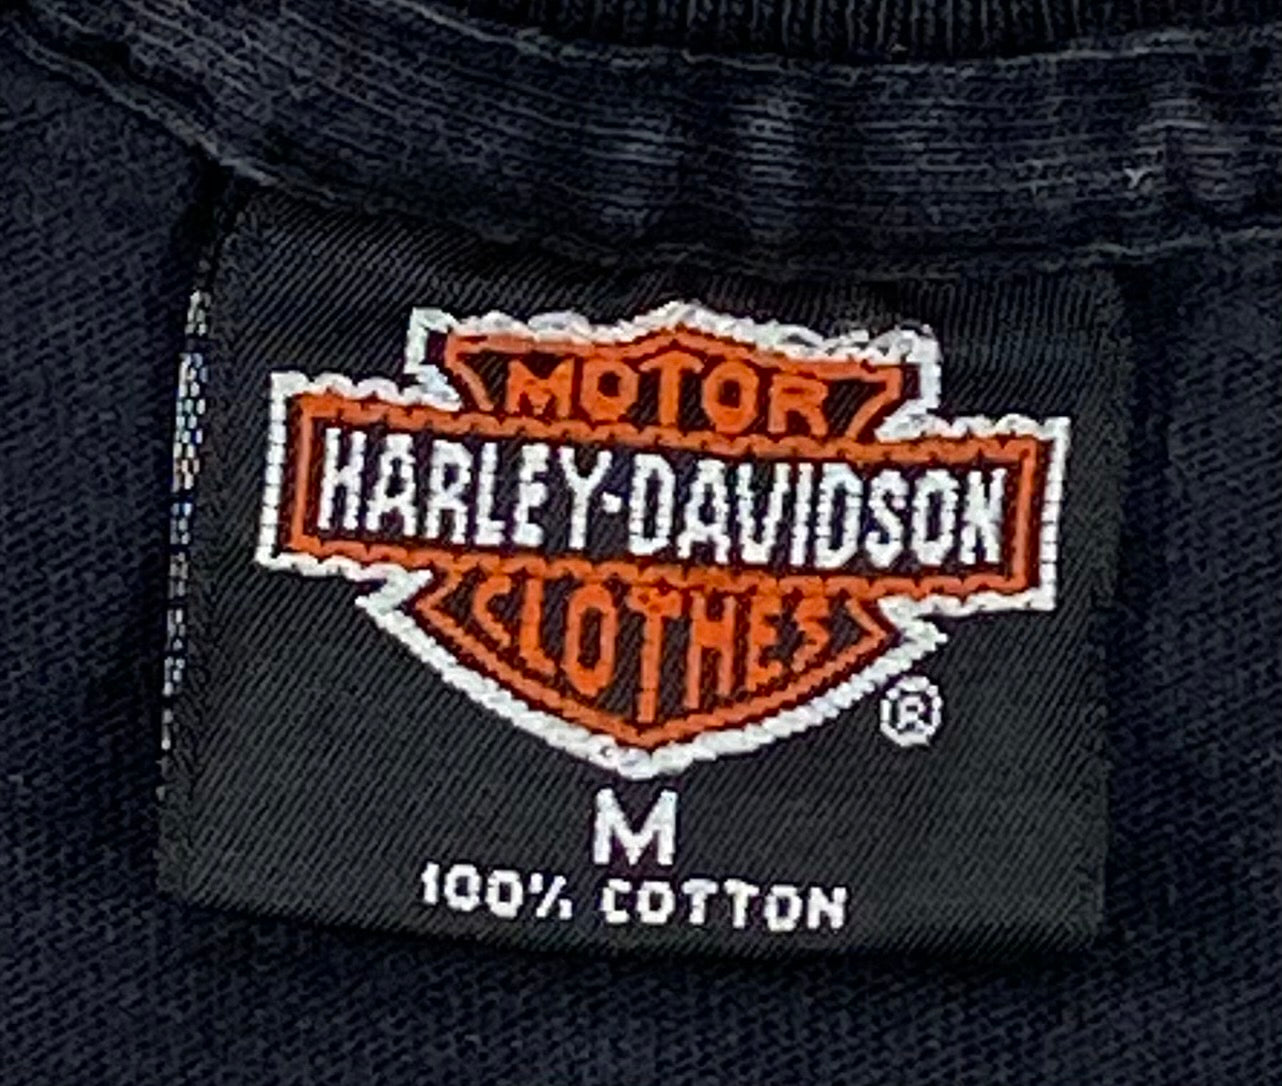 MOTOR
HARLEY-DAVIDSON
CLOTHES
®
M
100% COTTON